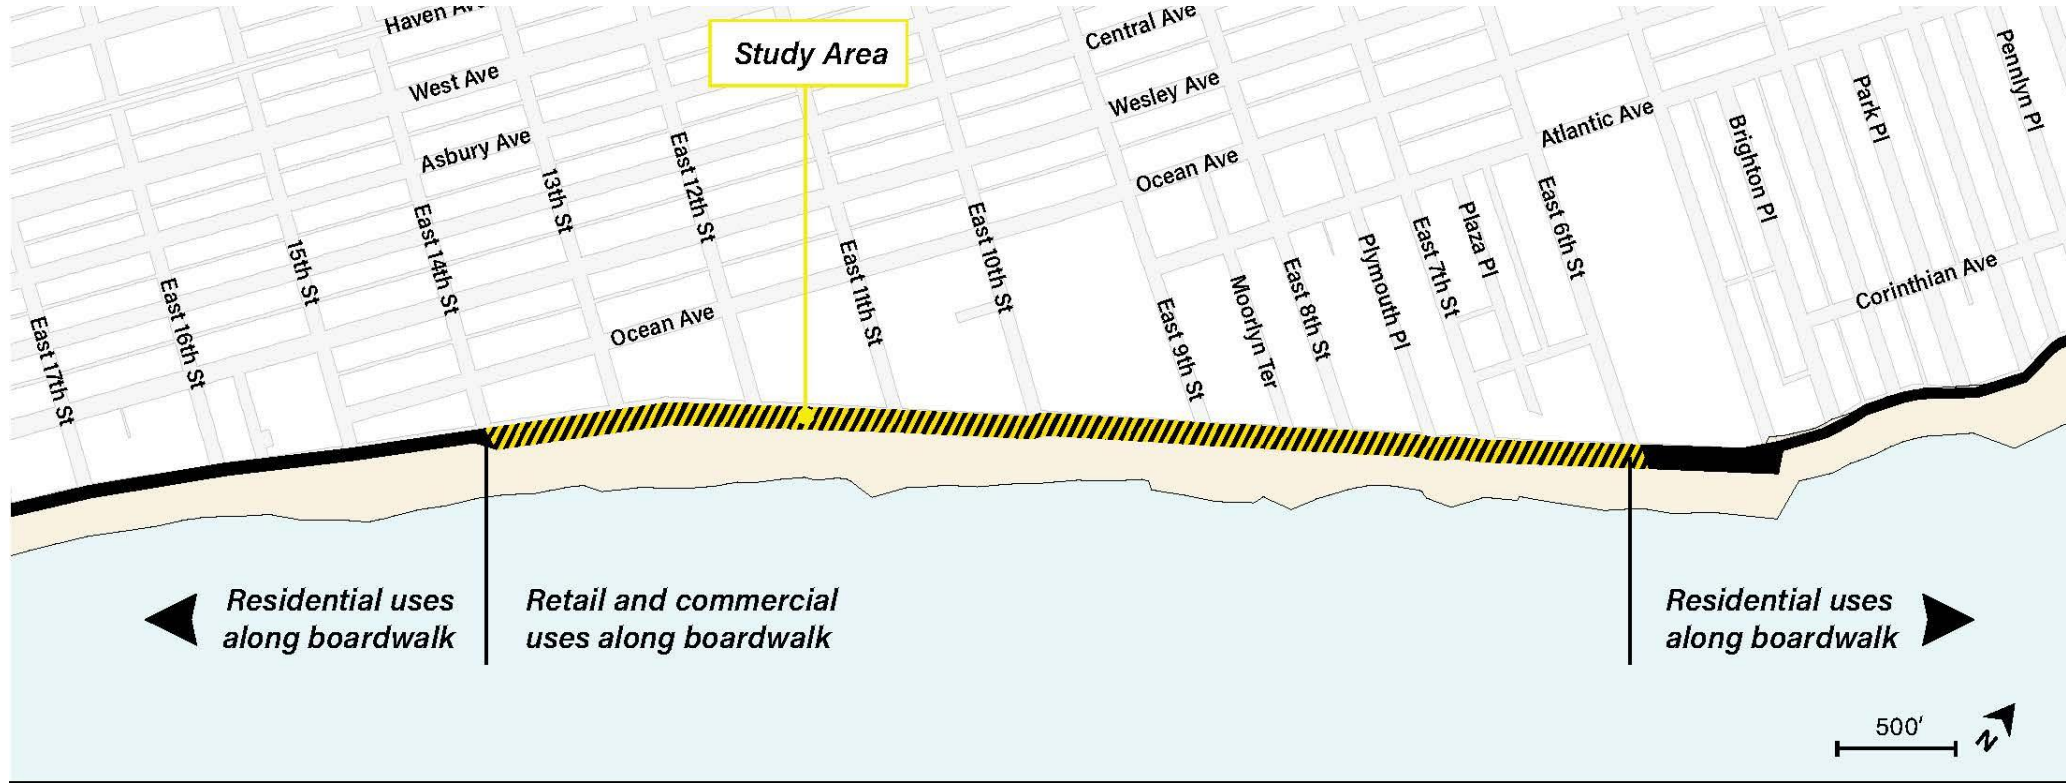 Haven Ave
West Ave
Asbury Ave
Study Area
Central Ave
Wesley Ave
Ocean Ave
Atlantic Ave
Pennlyn Pl
Park Pl
Brighton Pl
Corinthian Ave
East 17th St
East 16th St
15th St
East 14th St
13th St
East 12th St
Ocean Ave
East 11th St
East 10th St
East 9th St
Moorlyn Ter
East 8th St
Plymouth Pl
East 7th St
Plaza Pl
East 6th St
Residential uses
along boardwalk
Retail and commercial
uses along boardwalk
Residential uses
along boardwalk
500'
N